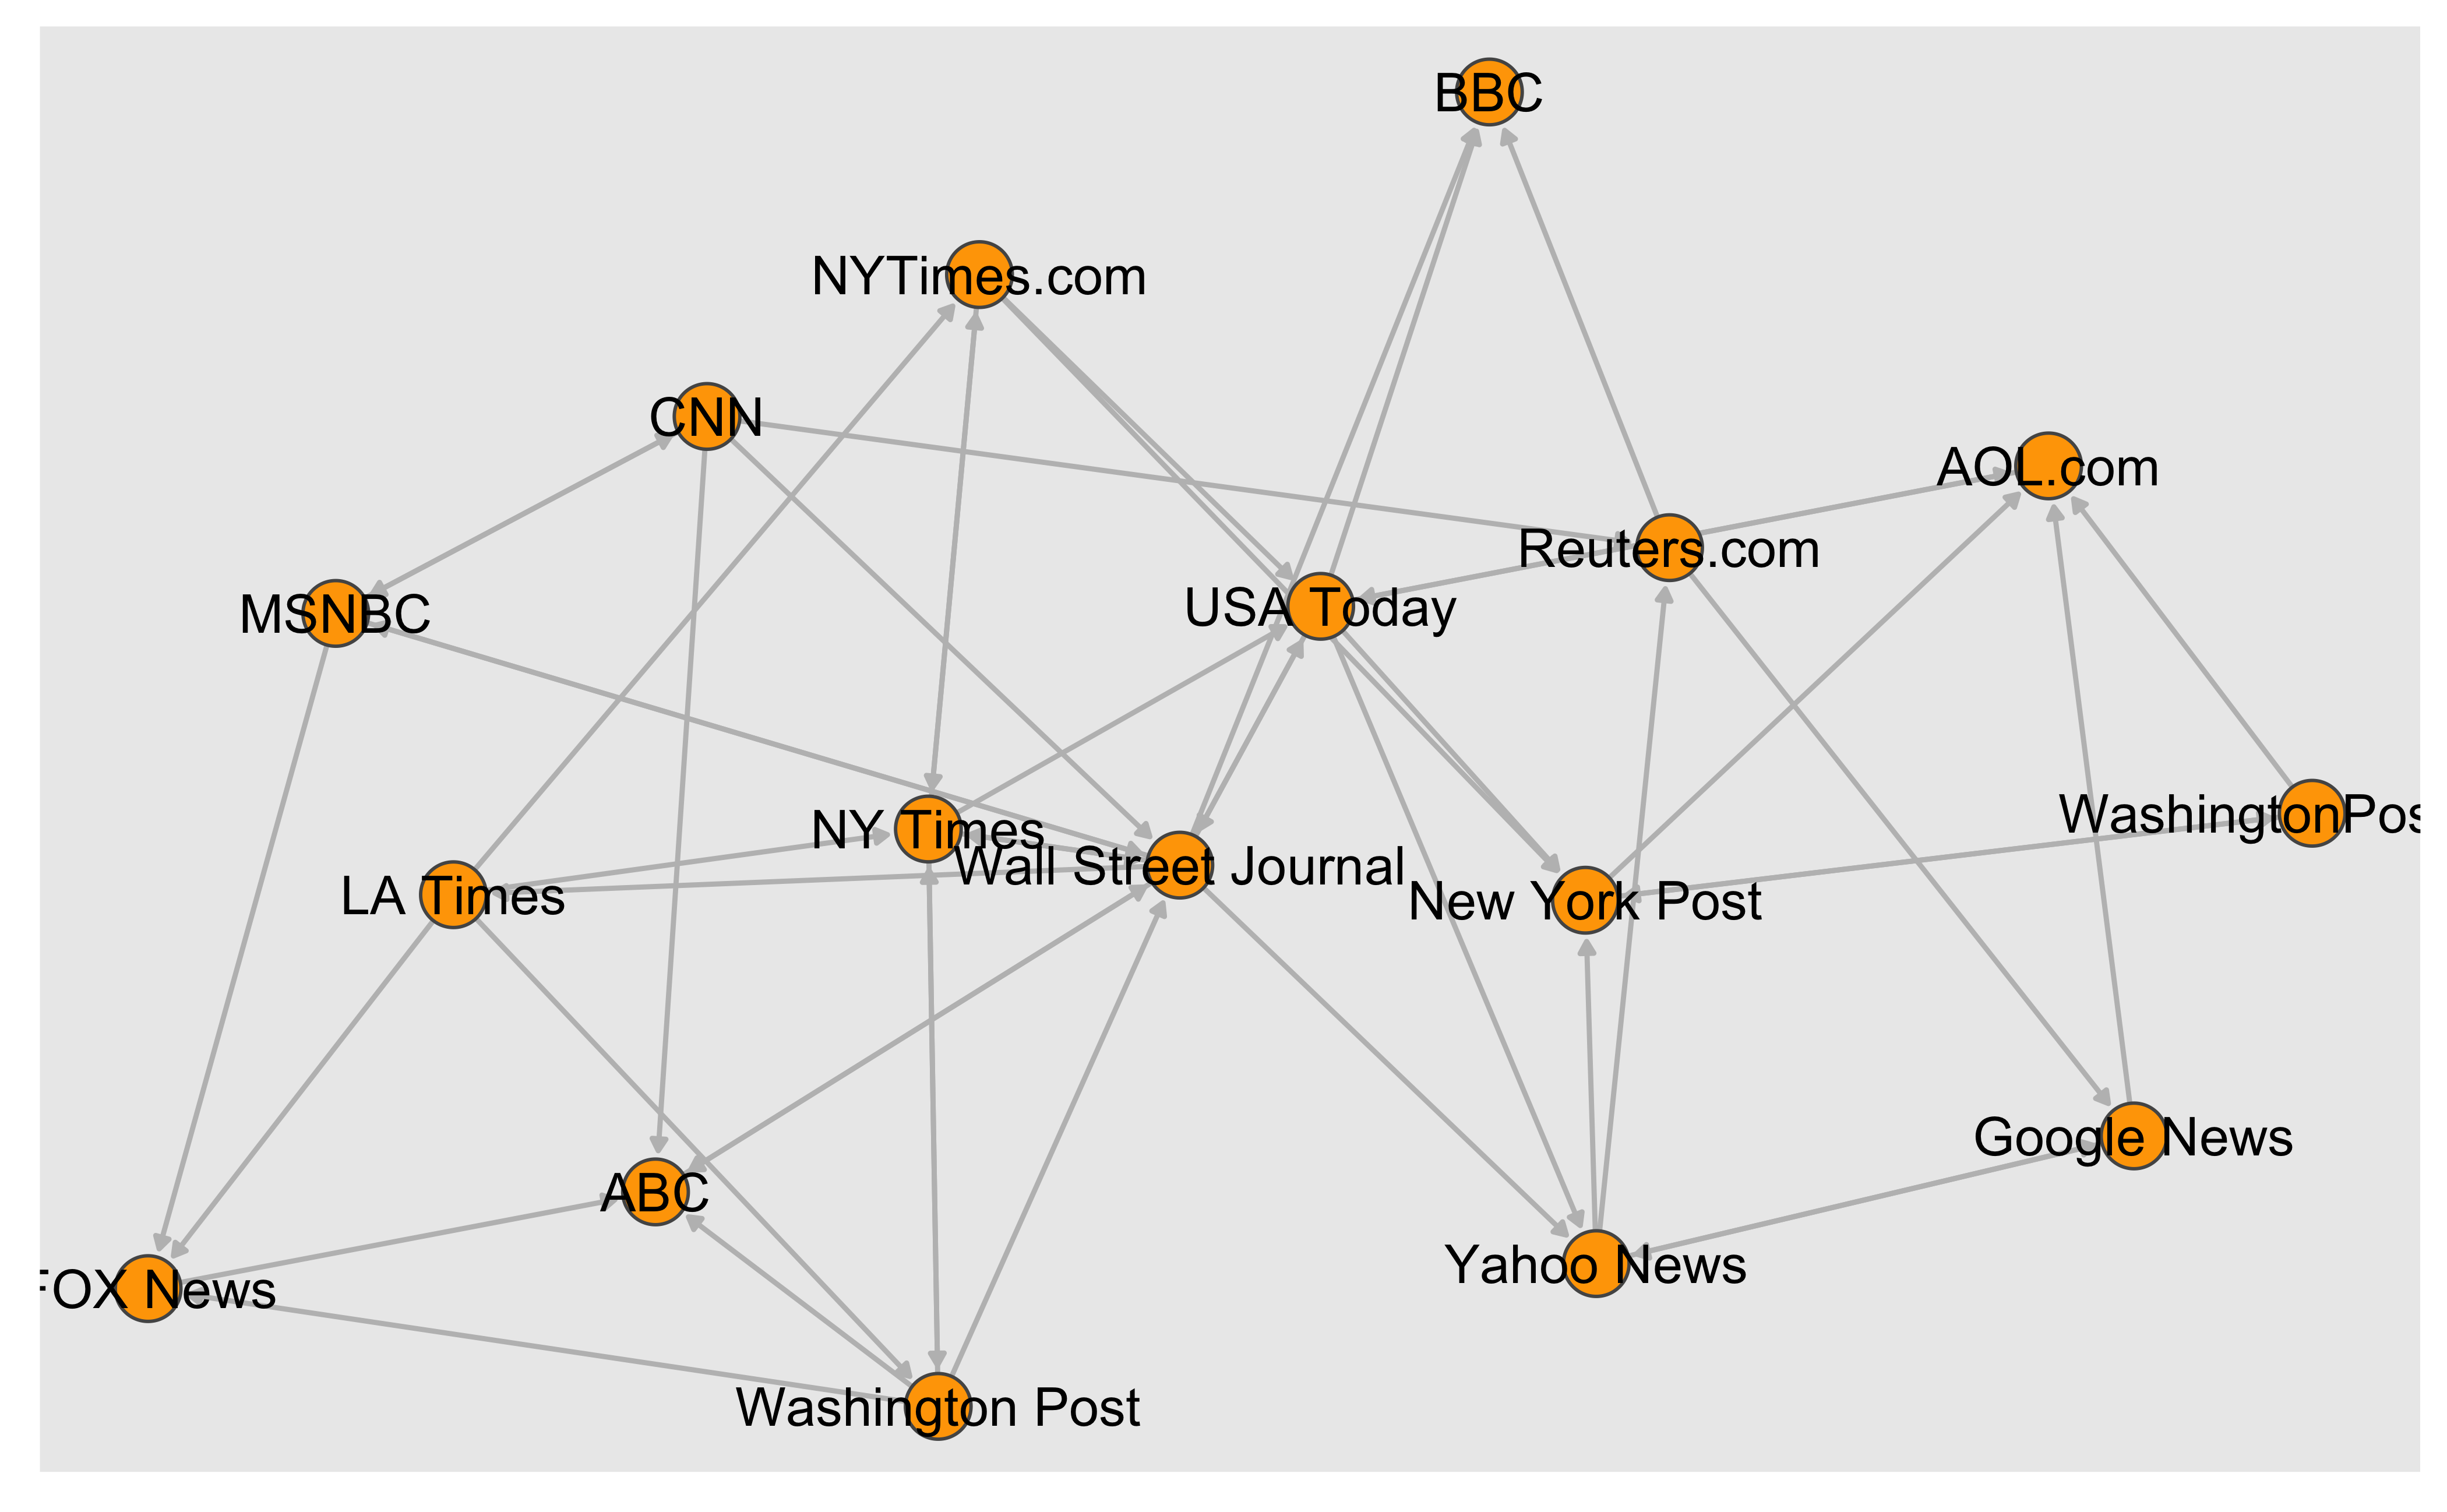 BBC
NYTimes.com
CNN
AOL.com
Reuters.com
MSNBC
USA Today
WashingtonPos
NY Times
Wall Street Journal
LA Times
New York Post
Google News
ABC
Yahoo News
FOX News
Washington Post